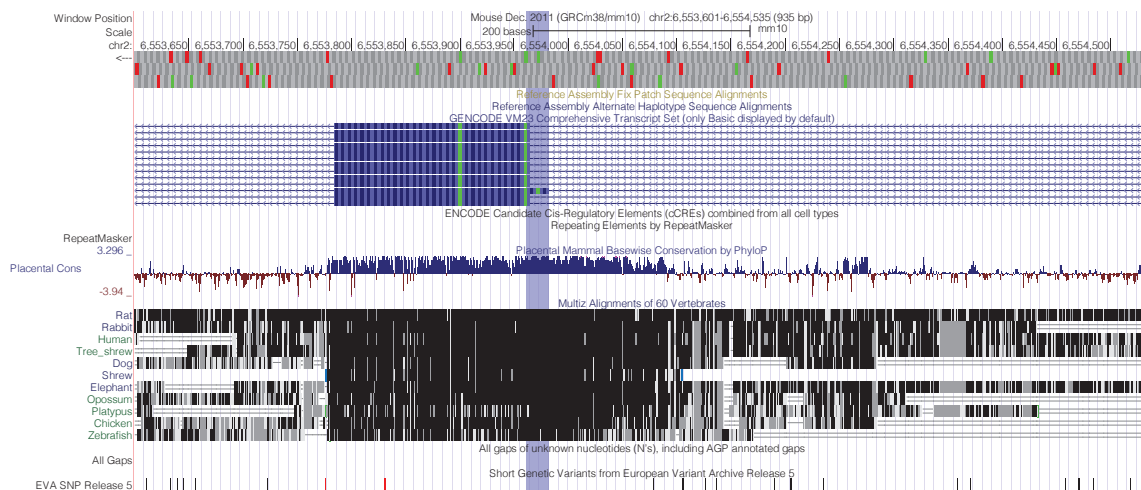 Window Position Mouse Dec. 2011 (GRCm38/mm10) chr2:6,553,601-6,554,535 (935 bp)
Scale 200 bases mm10
chr2: 6,553,650 6,553,700 6,553,750 6,553,800 6,553,850 6,553,900 6,553,950 6,554,000 6,554,050 6,554,100 6,554,150 6,554,200 6,554,250 6,554,300 6,554,350 6,554,400 6,554,450 6,554,500
<---
Reference Assembly Fix Patch Sequence Alignments
Reference Assembly Alternate Haplotype Sequence Alignments
GENCODE VM23 Comprehensive Transcript Set (only Basic displayed by default)
ENCODE Candidate Cis-Regulatory Elements (cCREs) combined from all cell types
Repeating Elements by RepeatMasker
RepeatMasker
3.296 _ Placental Mammal Basewise Conservation by PhyloP
Placental Cons
-3.94 _
Multiz Alignments of 60 Vertebrates
Rat
Rabbit
Human
Tree_shrew
Dog
Shrew
Elephant
Opossum
Platypus
Chicken
Zebrafish
All gaps of unknown nucleotides (N's), including AGP annotated gaps
All Gaps
Short Genetic Variants from European Variant Archive Release 5
EVA SNP Release 5